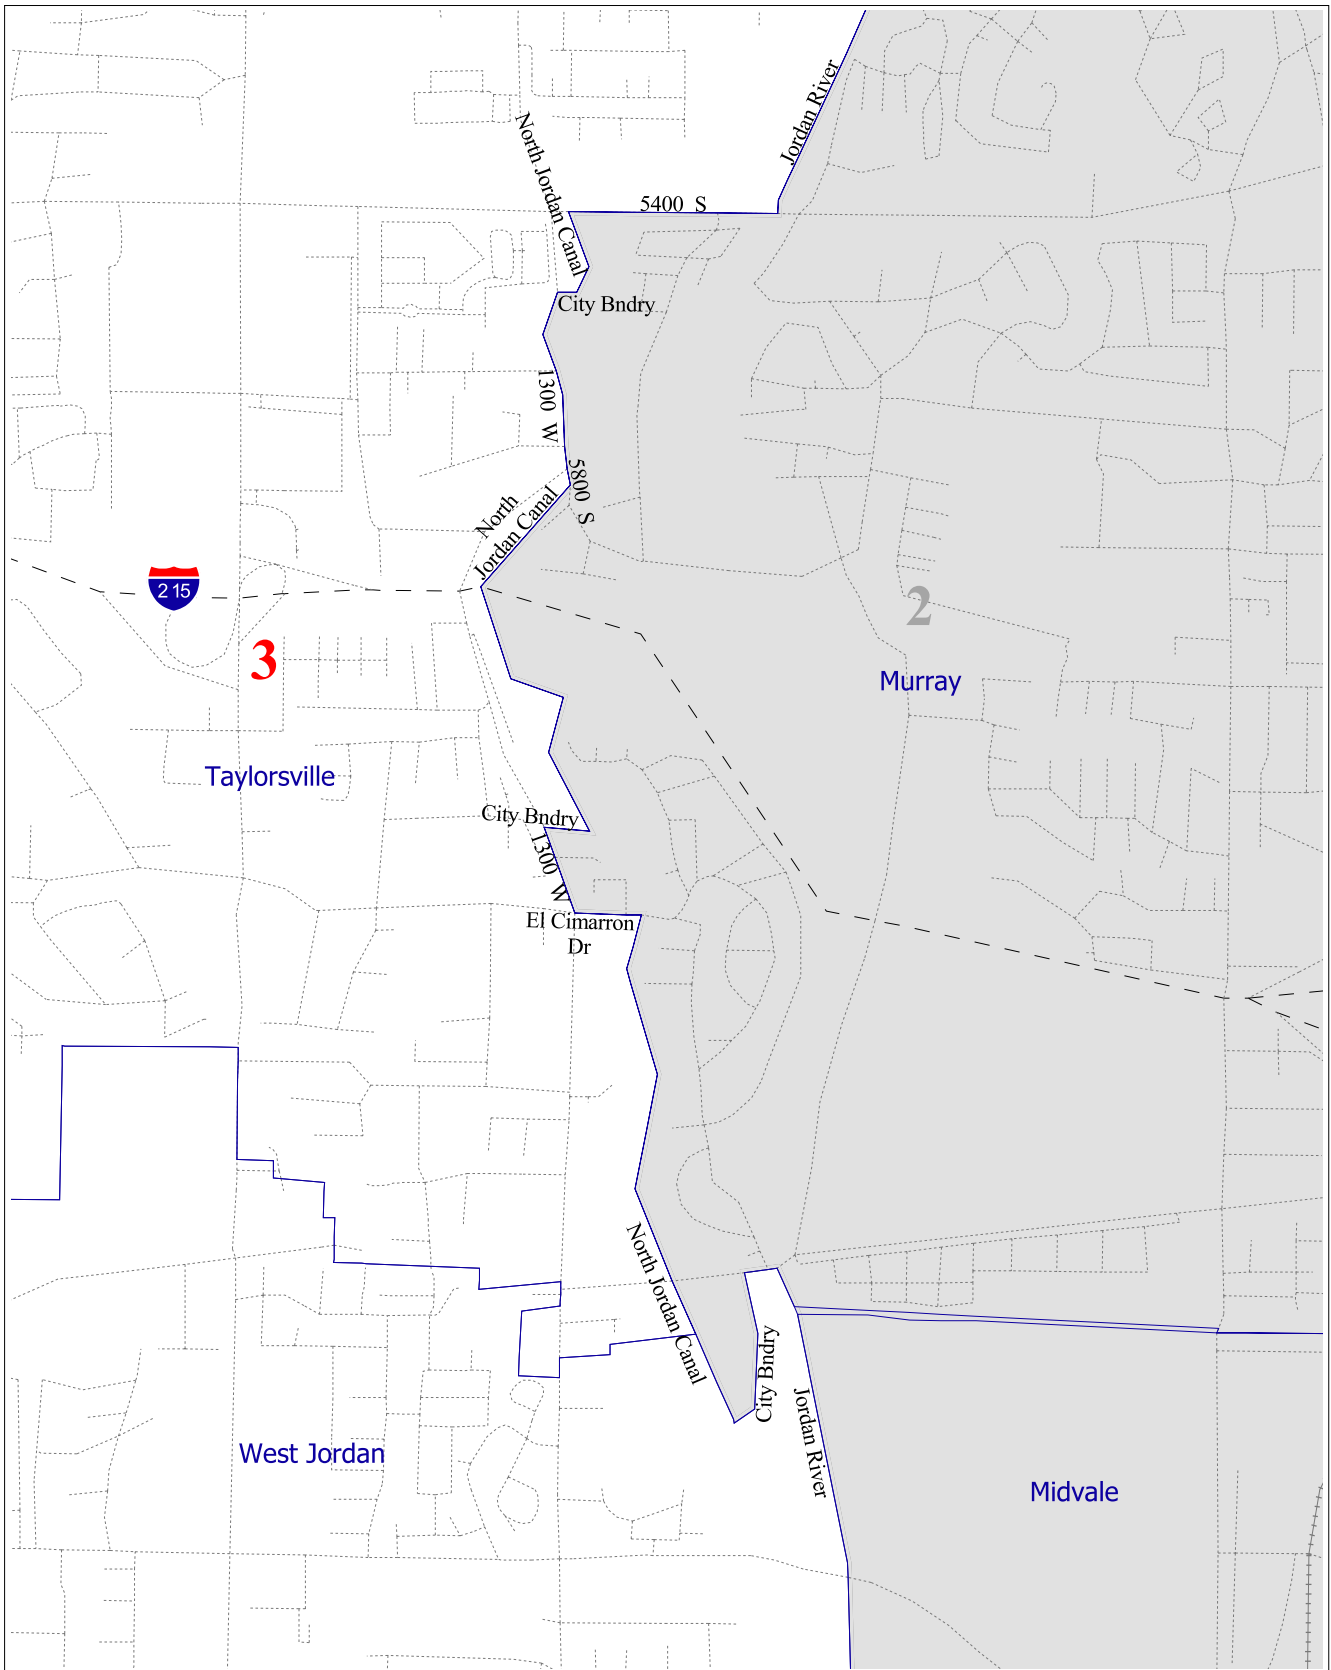 Jordan River
North Jordan Canal
5400 S
City Bndry
1300 W
5800 S
North
Jordan Canal
215
2
3
Murray
Taylorsville
City Bndry
1300 W
El Cimarron
Dr
North Jordan Canal
City Bndry
Jordan River
West Jordan
Midvale